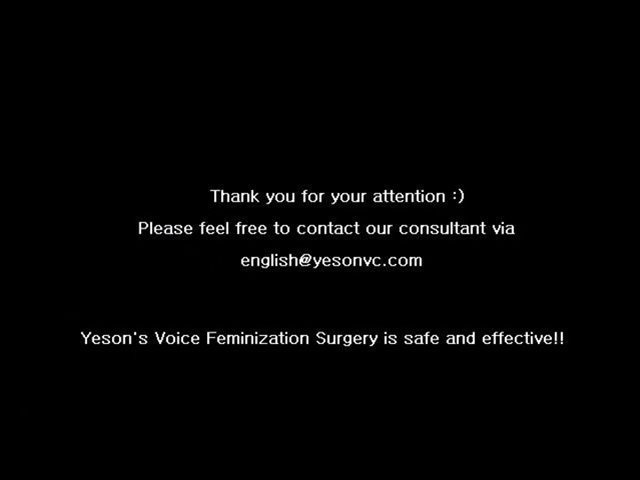 Thank you for your attention :)
Please feel free to contact our consultant via
english@yesonvc.com
Yeson's Voice Feminization Surgery is safe and effective!!